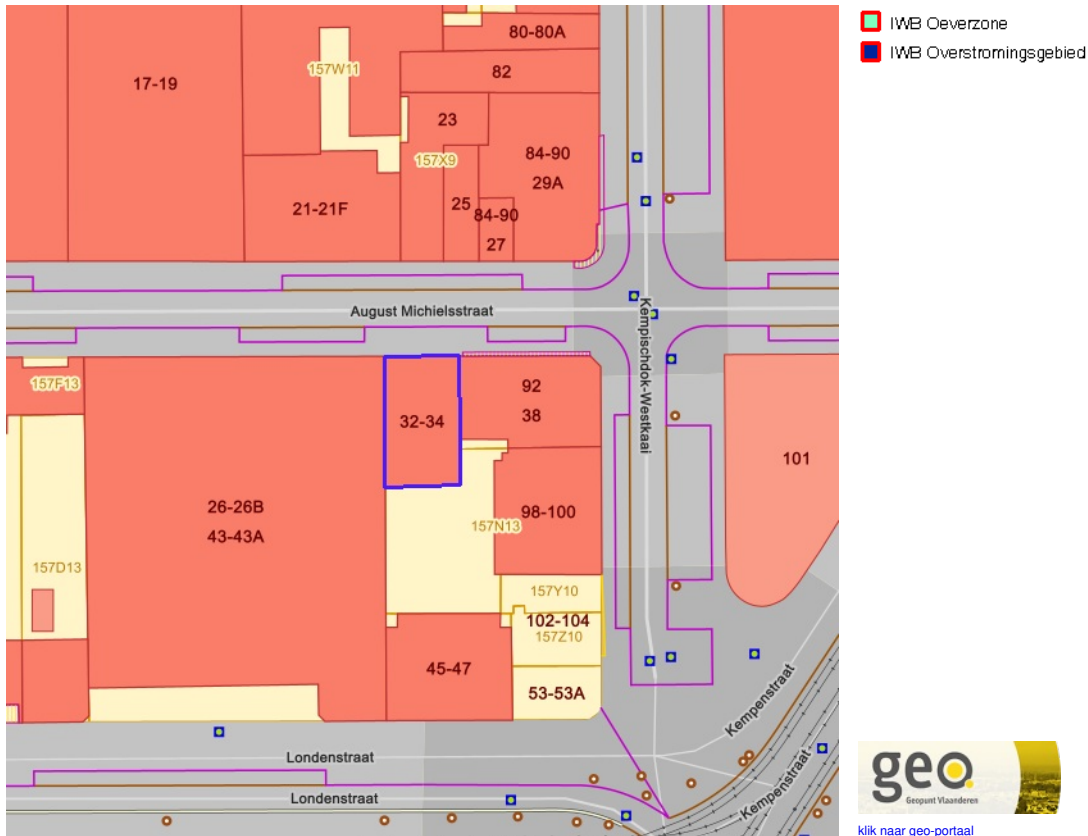 IWB Oeverzone
IWB Overstromingsgebied
80-80A
157W11
82
17-19
23
84-90
157X9
29A
25
21-21F
84-90
27
August Michielsstraat
Kempischdok-Westkaai
157F13
92
32-34
38
101
26-26B
98-100
43-43A
157N13
157D13
157Y10
102-104
157Z10
45-47
53-53A
Kempenstraat
Londenstraat
Londenstraat
Kempenstraat
geo.
Geopunt Vlaanderen
klik naar geo-portaal